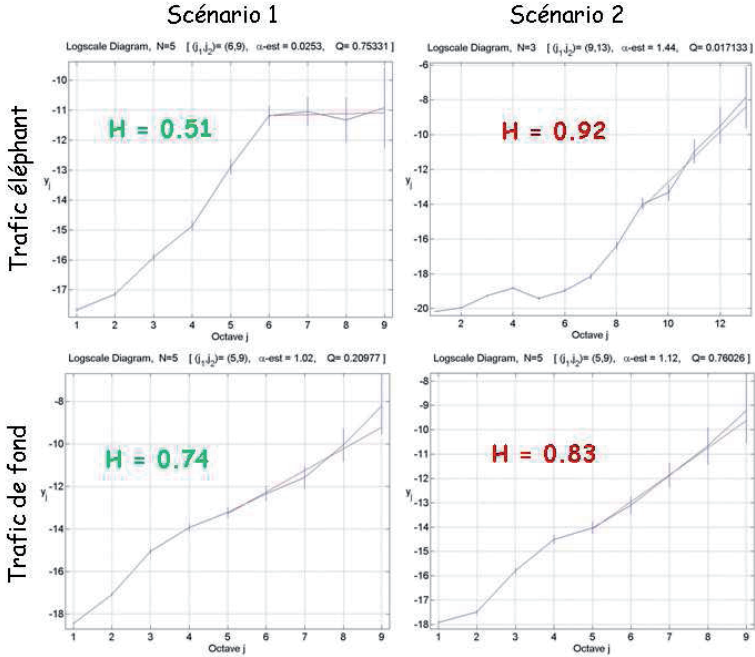 Scénario 1
Scénario 2
Trafic éléphant
Logscale Diagram, N=5 [ (j₁,j₂)= (6,9), α-est = 0.0253, Q= 0.75331 ]
H = 0.51
-10
-11
-12
-13
-14
-15
-16
-17
y_j
1 2 3 4 5 6 7 8 9
Octave j
Logscale Diagram, N=3 [ (j₁,j₂)= (9,13), α-est = 1.44, Q= 0.017133 ]
H = 0.92
-6
-8
-10
-12
-14
-16
-18
-20
y_j
2 4 6 8 10 12
Octave j
Trafic de fond
Logscale Diagram, N=5 [ (j₁,j₂)= (5,9), α-est = 1.02, Q= 0.20977 ]
H = 0.74
-8
-10
-12
-14
-16
-18
y_j
1 2 3 4 5 6 7 8 9
Octave j
Logscale Diagram, N=5 [ (j₁,j₂)= (5,9), α-est = 1.12, Q= 0.76026 ]
H = 0.83
-8
-9
-10
-11
-12
-13
-14
-15
-16
-17
-18
y_j
1 2 3 4 5 6 7 8 9
Octave j